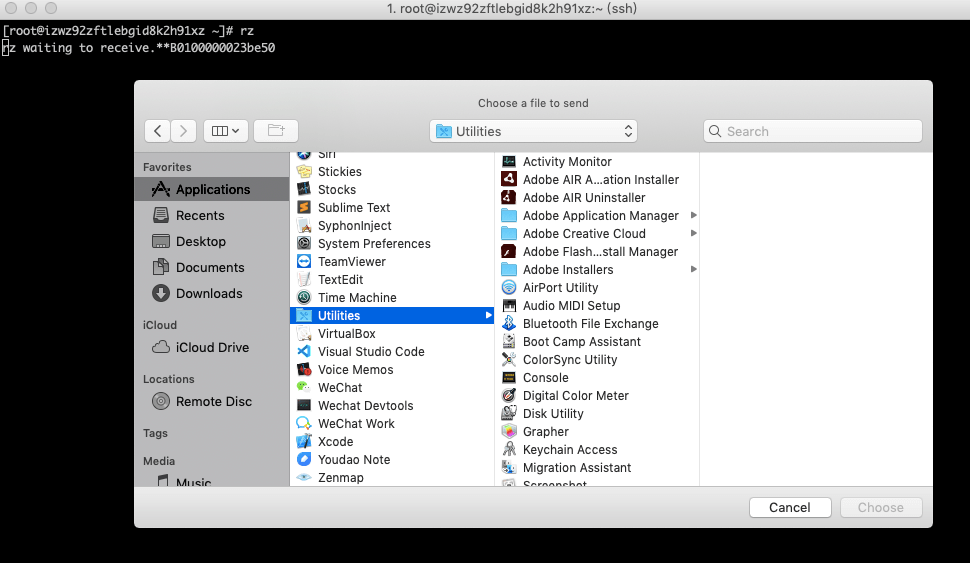 1. root@izwz92zftlebgid8k2h91xz:~ (ssh)
[root@izwz92zftlebgid8k2h91xz ~]# rz
rz waiting to receive.**B0100000023be50
Choose a file to send
Utilities
Search
Favorites
Applications
Recents
Desktop
Documents
Downloads
iCloud
iCloud Drive
Locations
Remote Disc
Tags
Media
Music
Siri
Stickies
Stocks
Sublime Text
SyphonInject
System Preferences
TeamViewer
TextEdit
Time Machine
Utilities
VirtualBox
Visual Studio Code
Voice Memos
WeChat
Wechat Devtools
WeChat Work
Xcode
Youdao Note
Zenmap
Activity Monitor
Adobe AIR A...ation Installer
Adobe AIR Uninstaller
Adobe Application Manager
Adobe Creative Cloud
Adobe Flash...stall Manager
Adobe Installers
AirPort Utility
Audio MIDI Setup
Bluetooth File Exchange
Boot Camp Assistant
ColorSync Utility
Console
Digital Color Meter
Disk Utility
Grapher
Keychain Access
Migration Assistant
Screenshot
Cancel
Choose